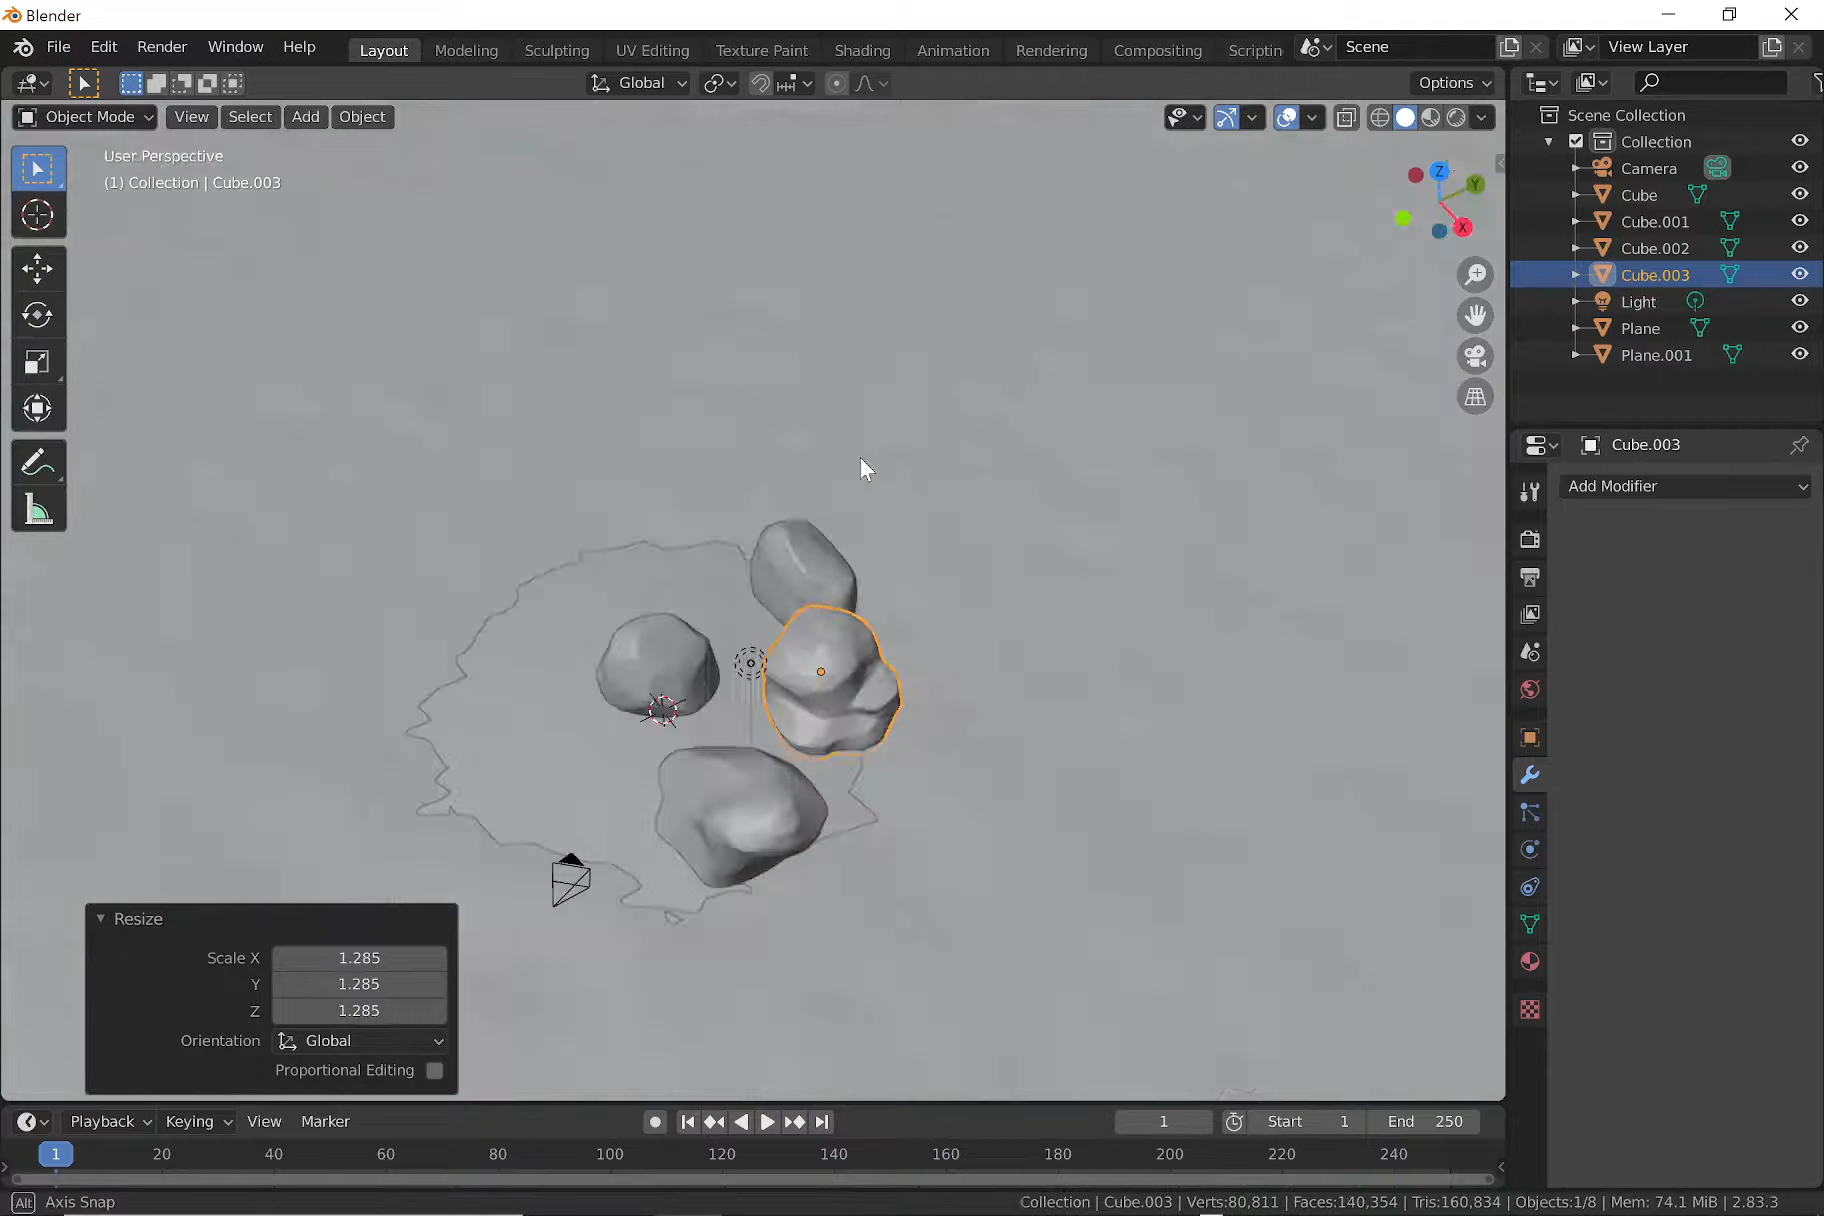 Blender
File Edit Render Window Help Layout Modeling Sculpting UV Editing Texture Paint Shading Animation Rendering Compositing Scriptin Scene View Layer
Global Options
Object Mode View Select Add Object
User Perspective
(1) Collection | Cube.003
Z
Y
X
Scene Collection
Collection
Camera
Cube
Cube.001
Cube.002
Cube.003
Light
Plane
Plane.001
Cube.003
Add Modifier
Resize
Scale X 1.285
Y 1.285
Z 1.285
Orientation Global
Proportional Editing
Playback Keying View Marker 1 Start 1 End 250
1 20 40 60 80 100 120 140 160 180 200 220 240
Alt Axis Snap Collection | Cube.003 | Verts:80,811 | Faces:140,354 | Tris:160,834 | Objects:1/8 | Mem: 74.1 MiB | 2.83.3